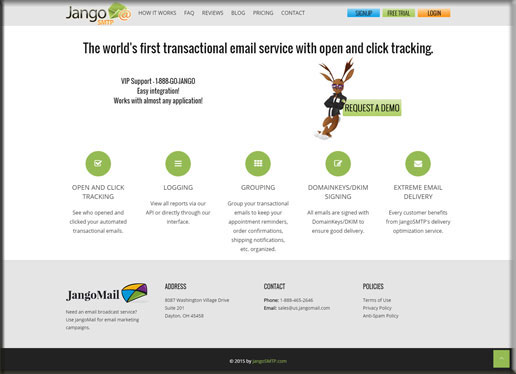 Jango
SMTP
HOW IT WORKS FAQ REVIEWS BLOG PRICING CONTACT
SIGNUP FREE TRIAL LOGIN
The world's first transactional email service with open and click tracking.
VIP Support - 1-888-GO-JANGO
Easy integration!
Works with almost any application!
REQUEST A DEMO
OPEN AND CLICK
TRACKING
See who opened and
clicked your automated
transactional emails.
LOGGING
View all reports via our
API or directly through our
interface.
GROUPING
Group your transactional
emails to keep your
appointment reminders,
order confirmations,
shipping notifications,
etc. organized.
DOMAINKEYS/DKIM
SIGNING
All emails are signed with
DomainKeys/DKIM to
ensure good delivery.
EXTREME EMAIL
DELIVERY
Every customer benefits
from JangoSMTP's delivery
optimization service.
JangoMail
Need an email broadcast service?
Use JangoMail for email marketing
campaigns.
ADDRESS
8087 Washington Village Drive
Suite 201
Dayton, OH 45458
CONTACT
Phone: 1-888-465-2646
Email: sales@us.jangomail.com
POLICIES
Terms of Use
Privacy Policy
Anti-Spam Policy
© 2015 by JangoSMTP.com